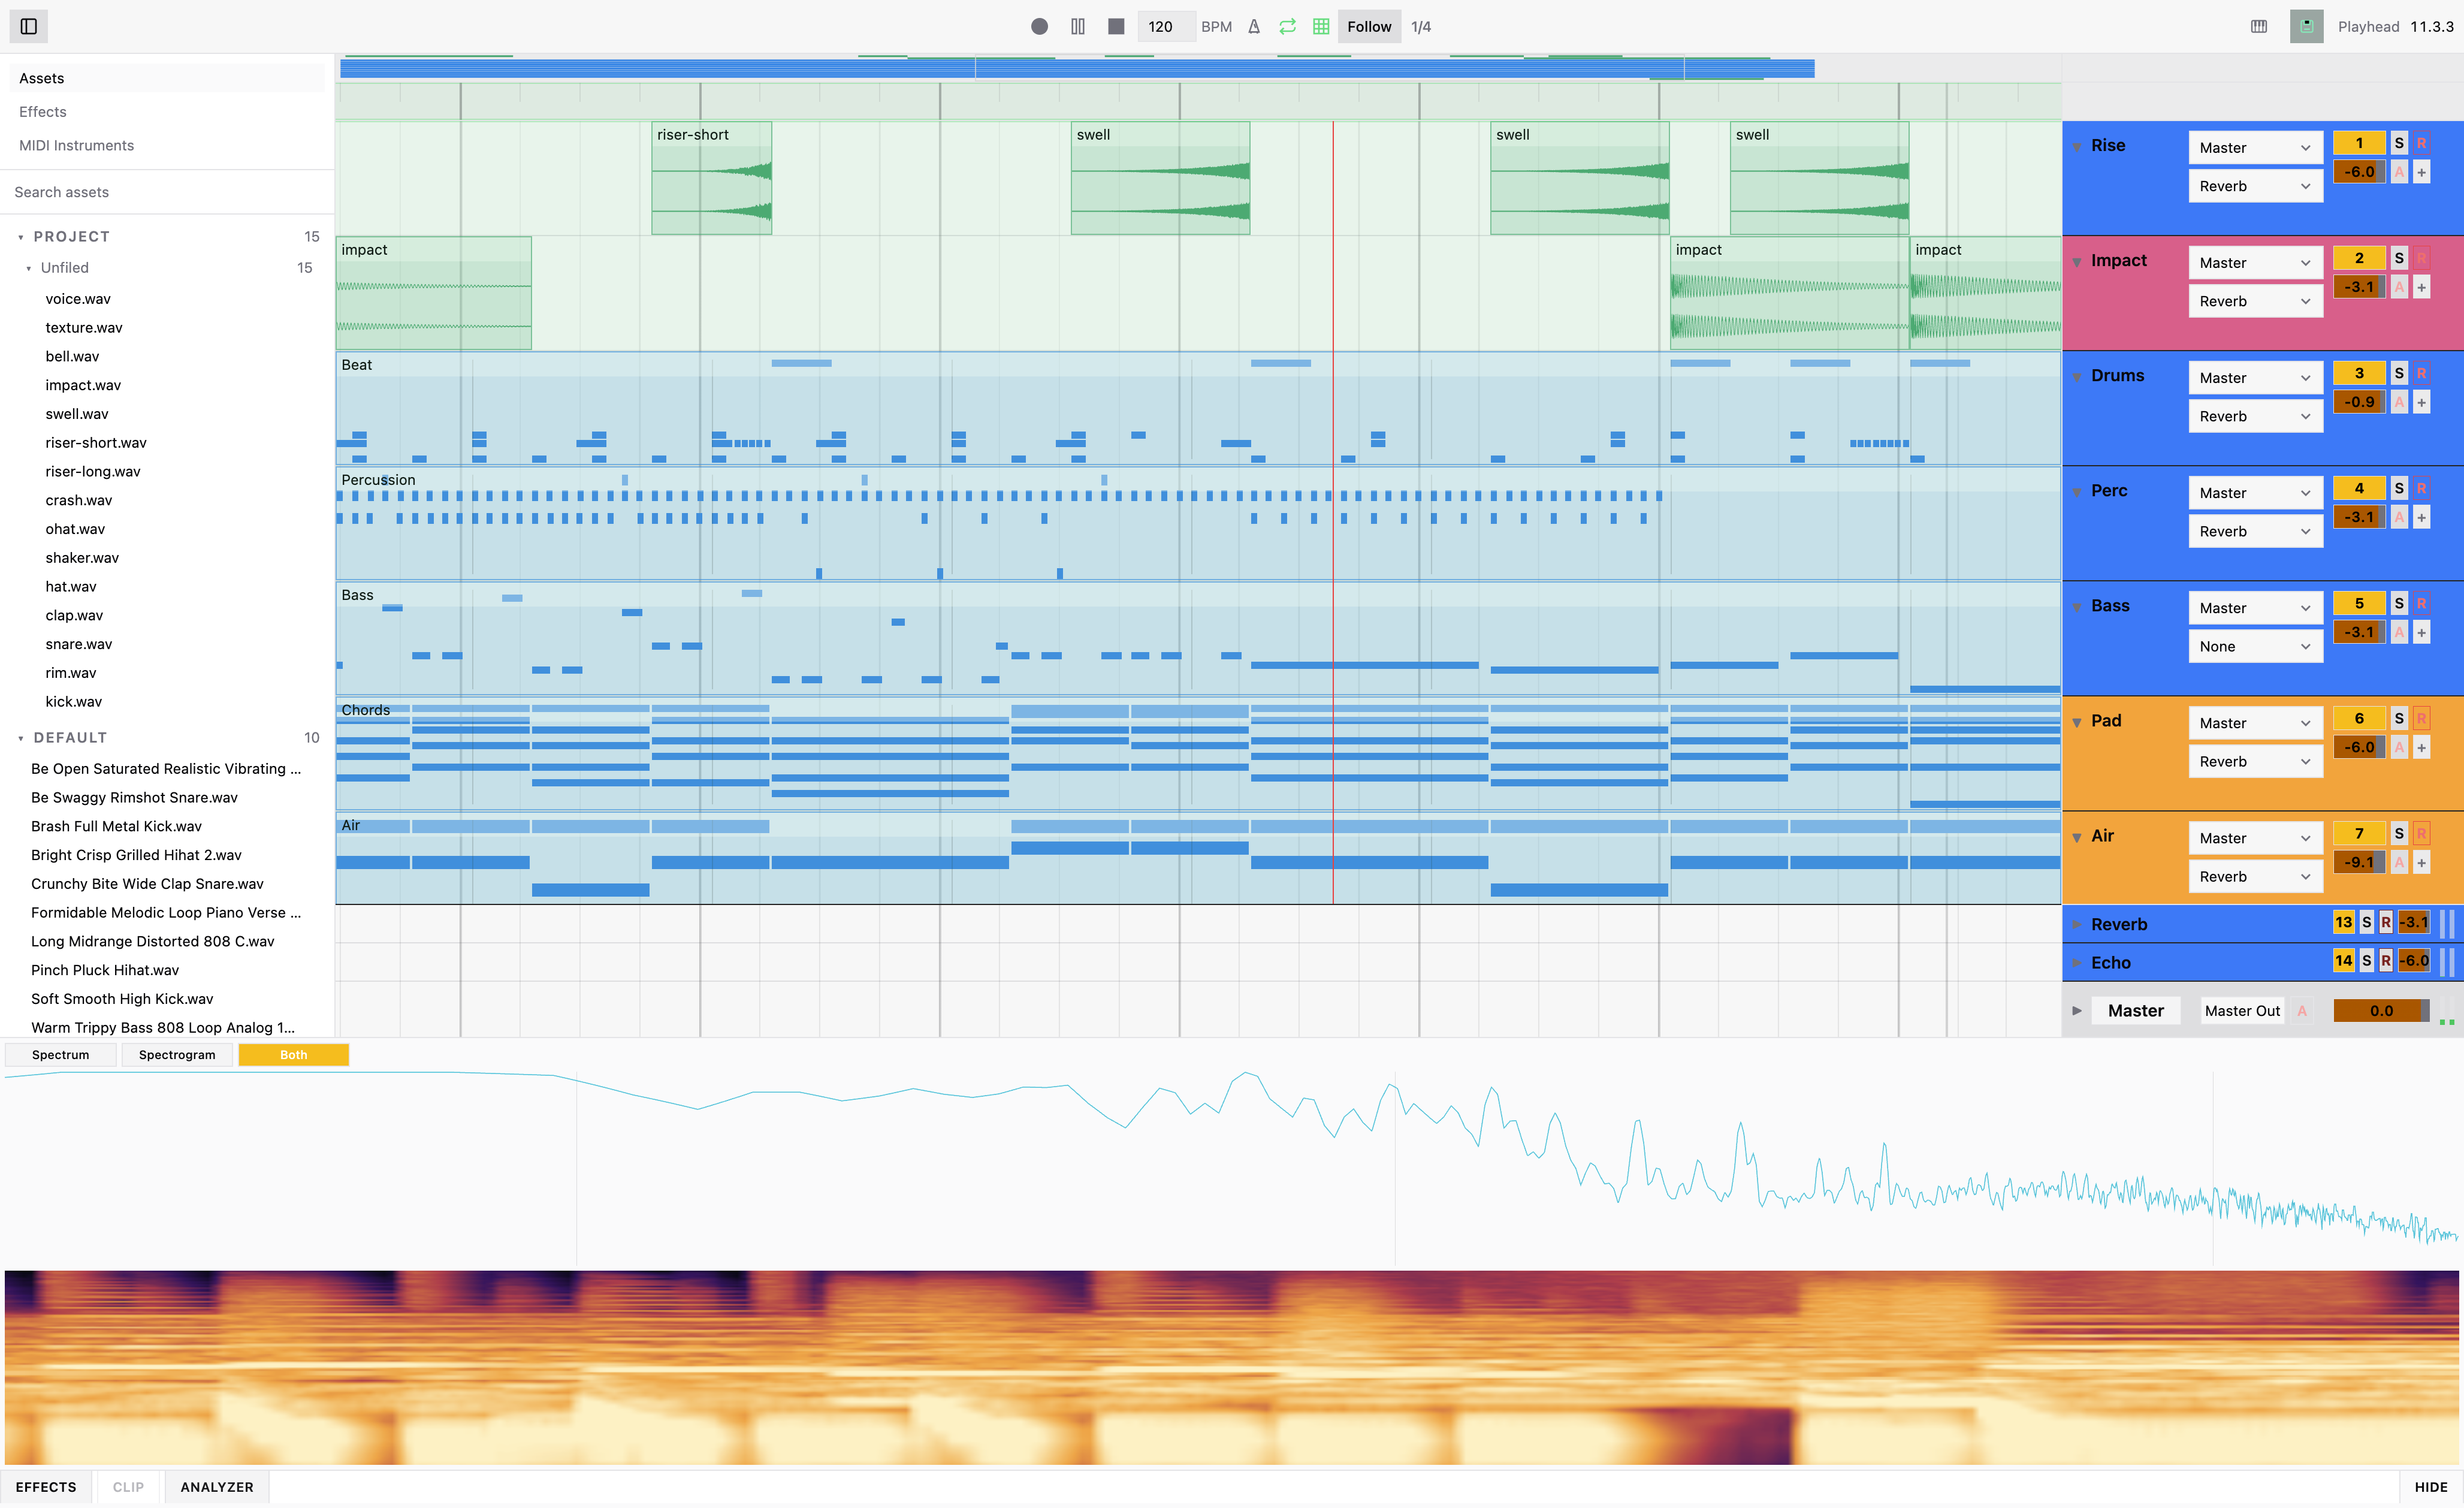 120 BPM Follow 1/4 Playhead 11.3.3
Assets
Effects
MIDI Instruments
Search assets
PROJECT 15
Unfiled 15
voice.wav
texture.wav
bell.wav
impact.wav
swell.wav
riser-short.wav
riser-long.wav
crash.wav
ohat.wav
shaker.wav
hat.wav
clap.wav
snare.wav
rim.wav
kick.wav
DEFAULT 10
Be Open Saturated Realistic Vibrating ...
Be Swaggy Rimshot Snare.wav
Brash Full Metal Kick.wav
Bright Crisp Grilled Hihat 2.wav
Crunchy Bite Wide Clap Snare.wav
Formidable Melodic Loop Piano Verse ...
Long Midrange Distorted 808 C.wav
Pinch Pluck Hihat.wav
Soft Smooth High Kick.wav
Warm Trippy Bass 808 Loop Analog 1...
riser-short swell swell swell
impact impact impact
Beat
Percussion
Bass
Chords
Air
Rise Master 1 S R
Reverb -6.0 A +
Impact Master 2 S R
Reverb -3.1 A +
Drums Master 3 S R
Reverb -0.9 A +
Perc Master 4 S R
Reverb -3.1 A +
Bass Master 5 S R
None -3.1 A +
Pad Master 6 S R
Reverb -6.0 A +
Air Master 7 S R
Reverb -9.1 A +
Reverb 13 S R -3.1
Echo 14 S R -6.0
Master Master Out A 0.0
Spectrum Spectrogram Both
EFFECTS CLIP ANALYZER HIDE